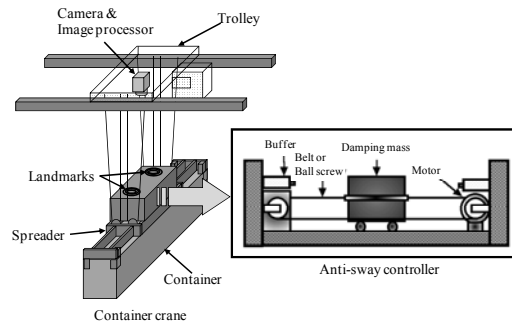 Camera &
Image processor
Trolley
Landmarks
Spreader
Container
Container crane
Buffer
Belt or
Ball screw
Damping mass
Motor
Anti-sway controller